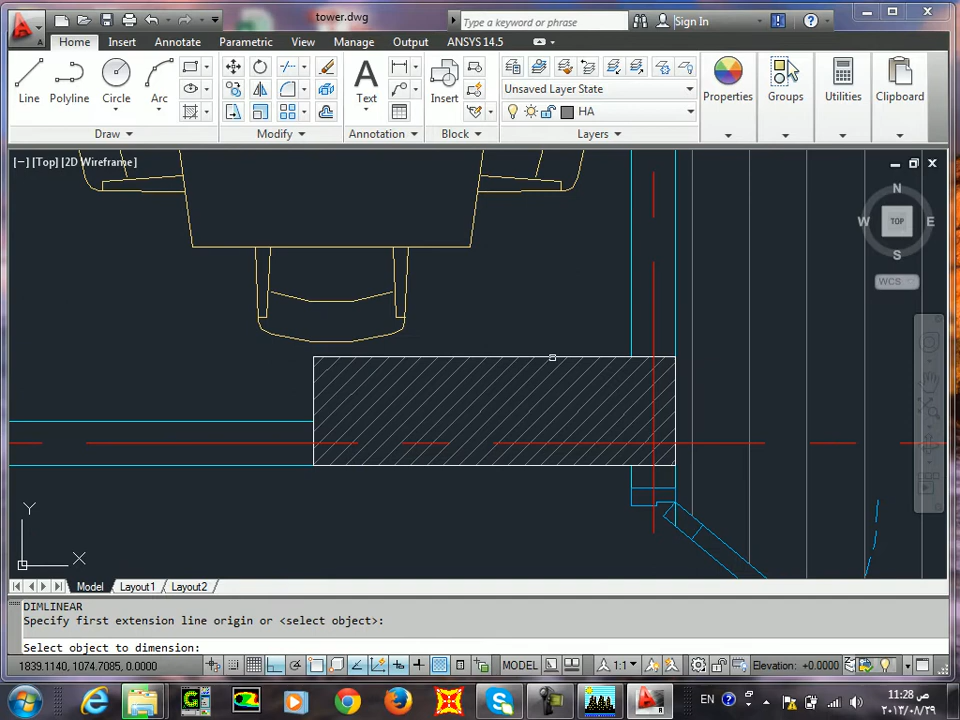 tower.dwg
Type a keyword or phrase
Sign In
Home Insert Annotate Parametric View Manage Output ANSYS 14.5
Line Polyline Circle Arc
Text
Insert
Unsaved Layer State
HA
Properties Groups Utilities Clipboard
Draw Modify Annotation Block Layers
[−] [Top] [2D Wireframe]
N
W TOP E
S
WCS
Y
X
Model Layout1 Layout2
DIMLINEAR
Specify first extension line origin or <select object>:
Select object to dimension:
1839.1140, 1074.7085, 0.0000 MODEL 1:1 Elevation: +0.0000
EN
11:28 ص
٢٠١٣/٠٨/٢٩